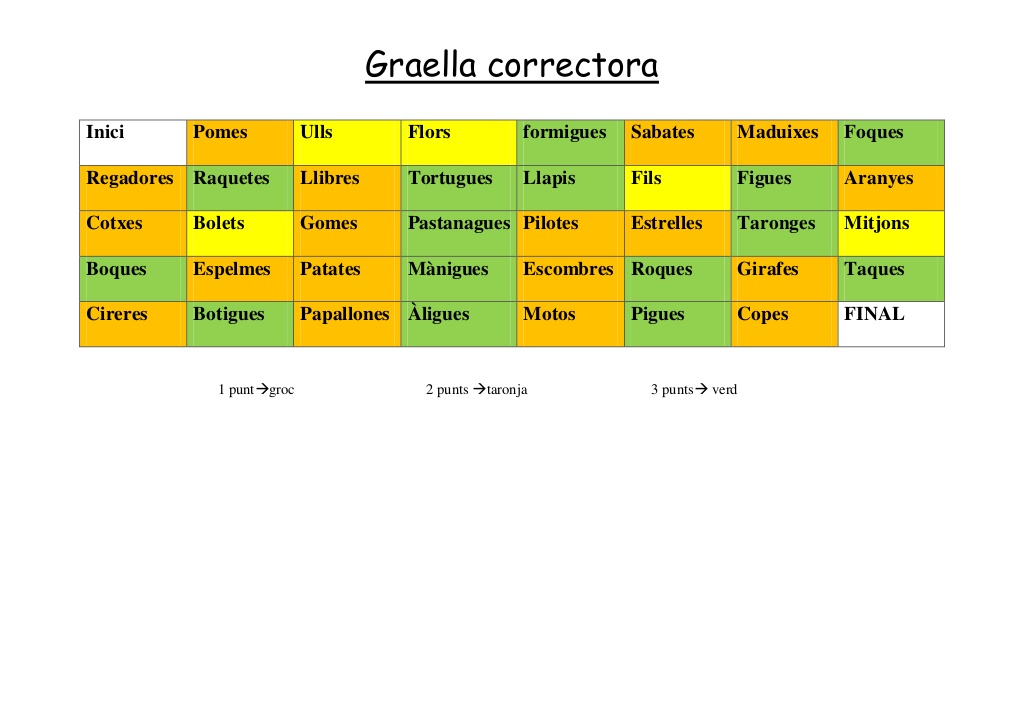 Graella correctora
Inici Pomes Ulls Flors formigues Sabates Maduixes Foques
Regadores Raquetes Llibres Tortugues Llapis Fils Figues Aranyes
Cotxes Bolets Gomes Pastanagues Pilotes Estrelles Taronges Mitjons
Boques Espelmes Patates Mànigues Escombres Roques Girafes Taques
Cireres Botigues Papallones Àligues Motos Pigues Copes FINAL
1 punt→groc 2 punts →taronja 3 punts→ verd